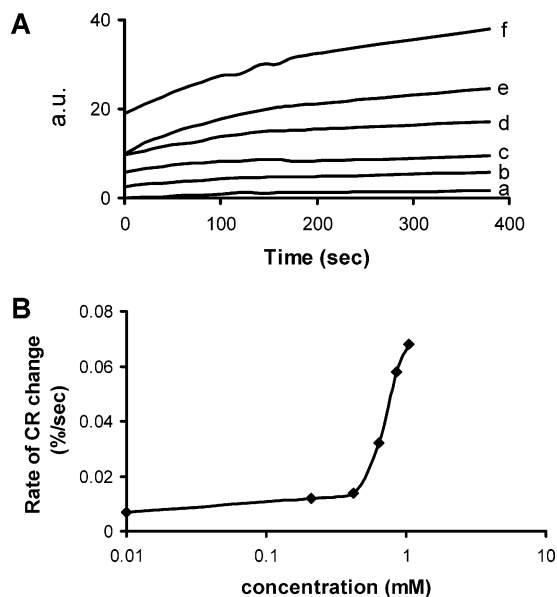 A
40
20
0
a.u.
f
e
d
c
b
a
0 100 200 300 400
Time (sec)
B
0.08
0.06
0.04
0.02
0
Rate of CR change
(%/sec)
0.01 0.1 1 10
concentration (mM)